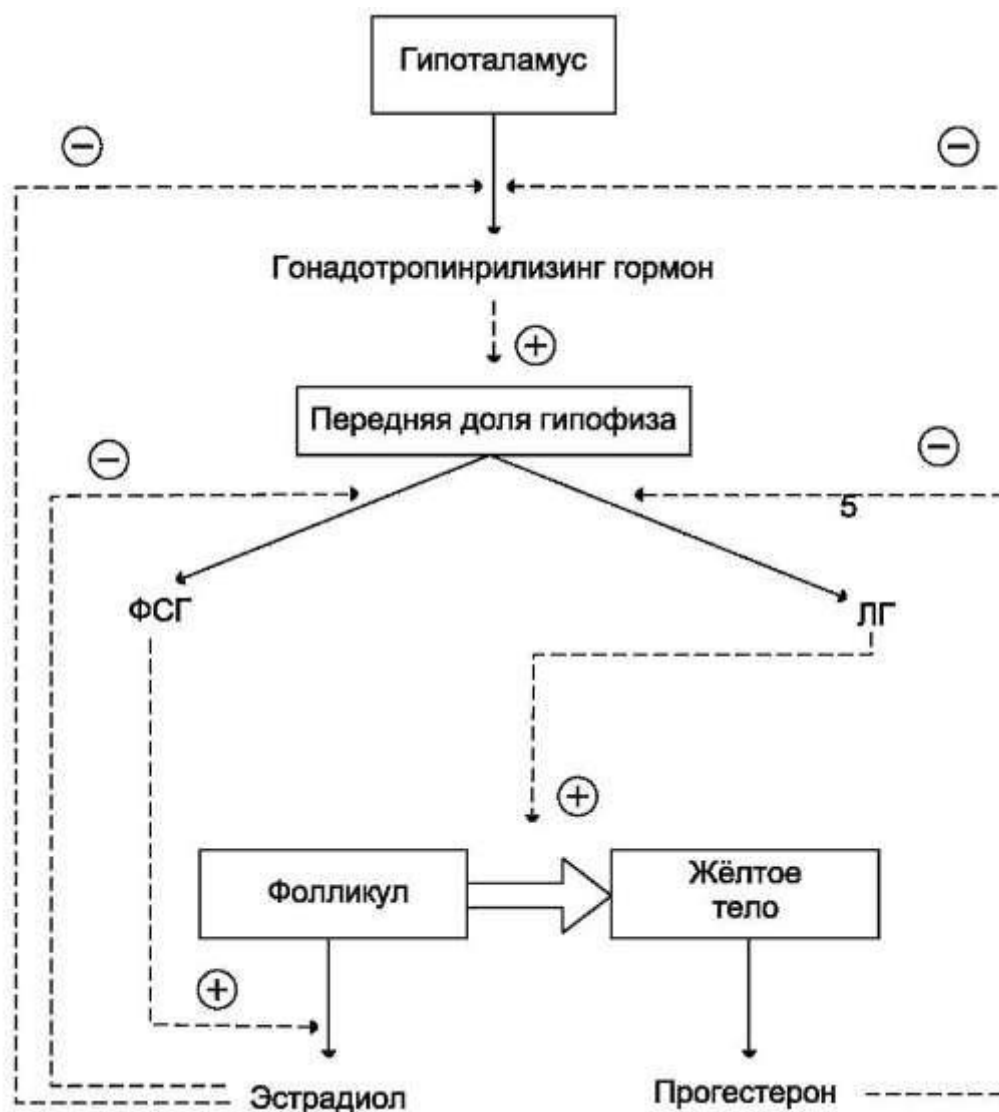 Гипоталамус
−
−
Гонадотропинрилизинг гормон
+
Передняя доля гипофиза
−
−
5
ФСГ
ЛГ
+
Фолликул
Жёлтое
тело
+
Эстрадиол
Прогестерон